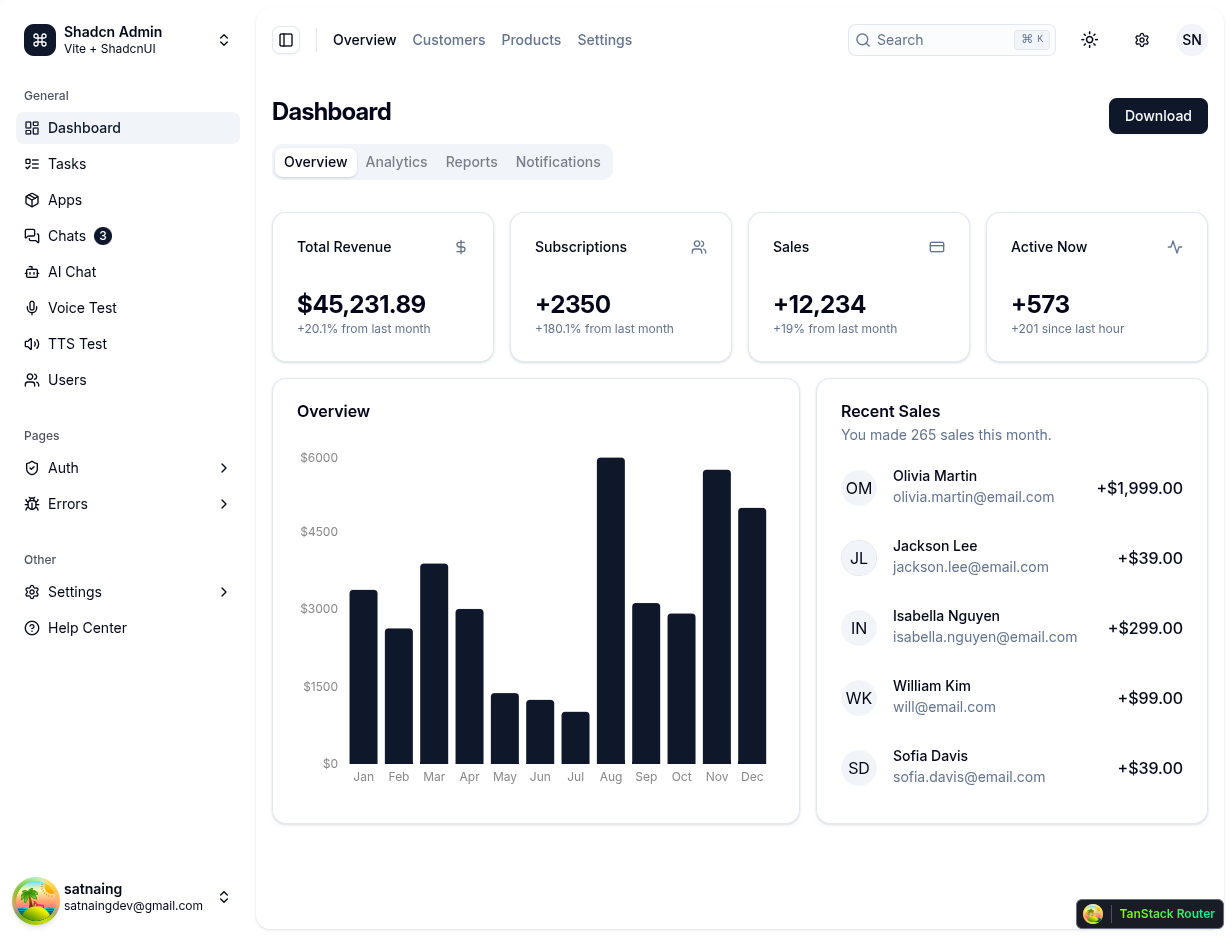 Shadcn Admin
Vite + ShadcnUI
General
Dashboard
Tasks
Apps
Chats 3
AI Chat
Voice Test
TTS Test
Users
Pages
Auth
Errors
Other
Settings
Help Center
satnaing
satnaingdev@gmail.com
Overview Customers Products Settings
Search ⌘ K
SN
Dashboard
Download
Overview Analytics Reports Notifications
Total Revenue
$45,231.89
+20.1% from last month
Subscriptions
+2350
+180.1% from last month
Sales
+12,234
+19% from last month
Active Now
+573
+201 since last hour
Overview
$6000
$4500
$3000
$1500
$0
Jan Feb Mar Apr May Jun Jul Aug Sep Oct Nov Dec
Recent Sales
You made 265 sales this month.
OM
Olivia Martin
olivia.martin@email.com
+$1,999.00
JL
Jackson Lee
jackson.lee@email.com
+$39.00
IN
Isabella Nguyen
isabella.nguyen@email.com
+$299.00
WK
William Kim
will@email.com
+$99.00
SD
Sofia Davis
sofia.davis@email.com
+$39.00
TanStack Router